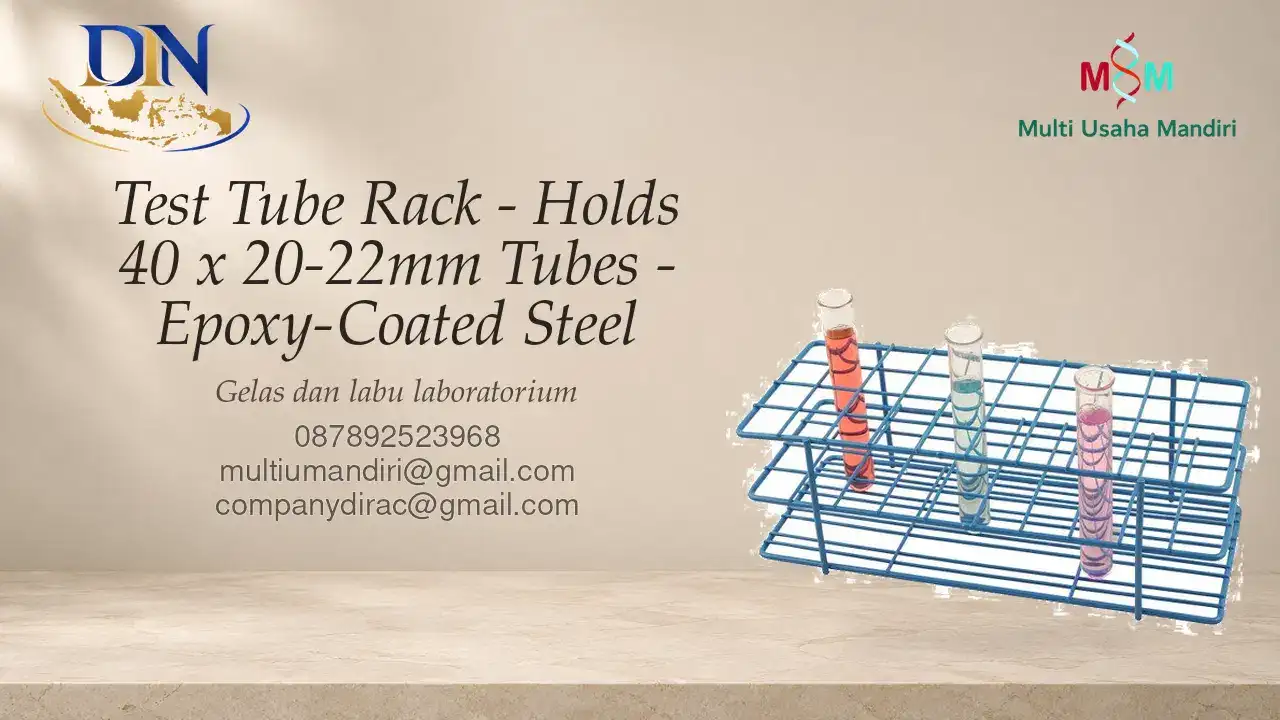 DIN
MSM
Multi Usaha Mandiri
Test Tube Rack - Holds
40 x 20-22mm Tubes -
Epoxy-Coated Steel
Gelas dan labu laboratorium
087892523968
multiumandiri@gmail.com
companydirac@gmail.com